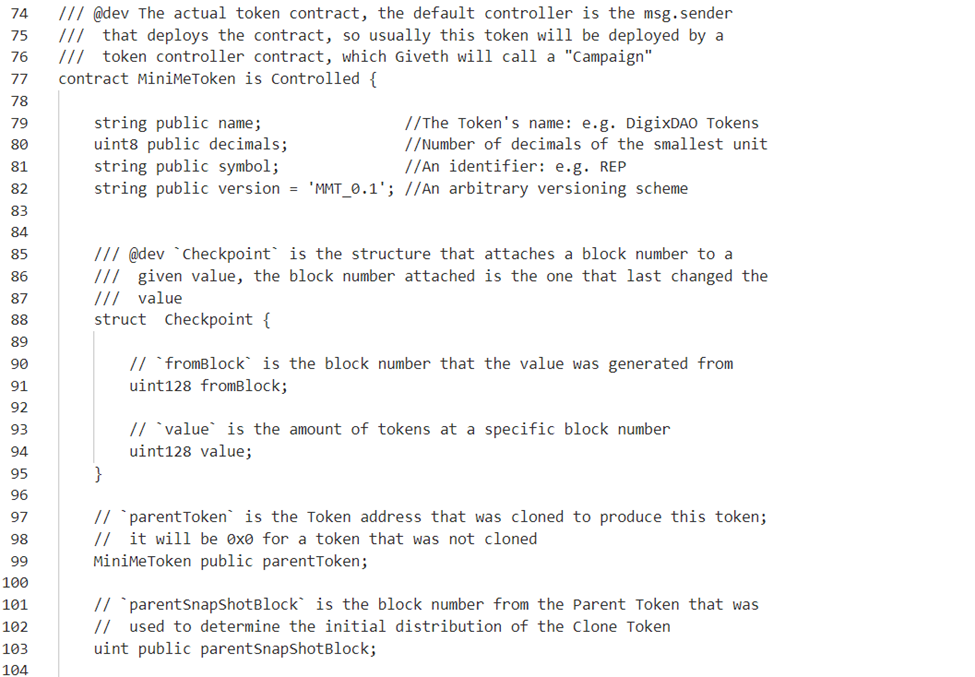 74 /// @dev The actual token contract, the default controller is the msg.sender
75 ///  that deploys the contract, so usually this token will be deployed by a
76 ///  token controller contract, which Giveth will call a "Campaign"
77 contract MiniMeToken is Controlled {
78
79     string public name;                //The Token's name: e.g. DigixDAO Tokens
80     uint8 public decimals;             //Number of decimals of the smallest unit
81     string public symbol;              //An identifier: e.g. REP
82     string public version = 'MMT_0.1'; //An arbitrary versioning scheme
83
84
85     /// @dev `Checkpoint` is the structure that attaches a block number to a
86     ///  given value, the block number attached is the one that last changed the
87     ///  value
88     struct  Checkpoint {
89
90         // `fromBlock` is the block number that the value was generated from
91         uint128 fromBlock;
92
93         // `value` is the amount of tokens at a specific block number
94         uint128 value;
95     }
96
97     // `parentToken` is the Token address that was cloned to produce this token;
98     //  it will be 0x0 for a token that was not cloned
99     MiniMeToken public parentToken;
100
101     // `parentSnapShotBlock` is the block number from the Parent Token that was
102     //  used to determine the initial distribution of the Clone Token
103     uint public parentSnapShotBlock;
104